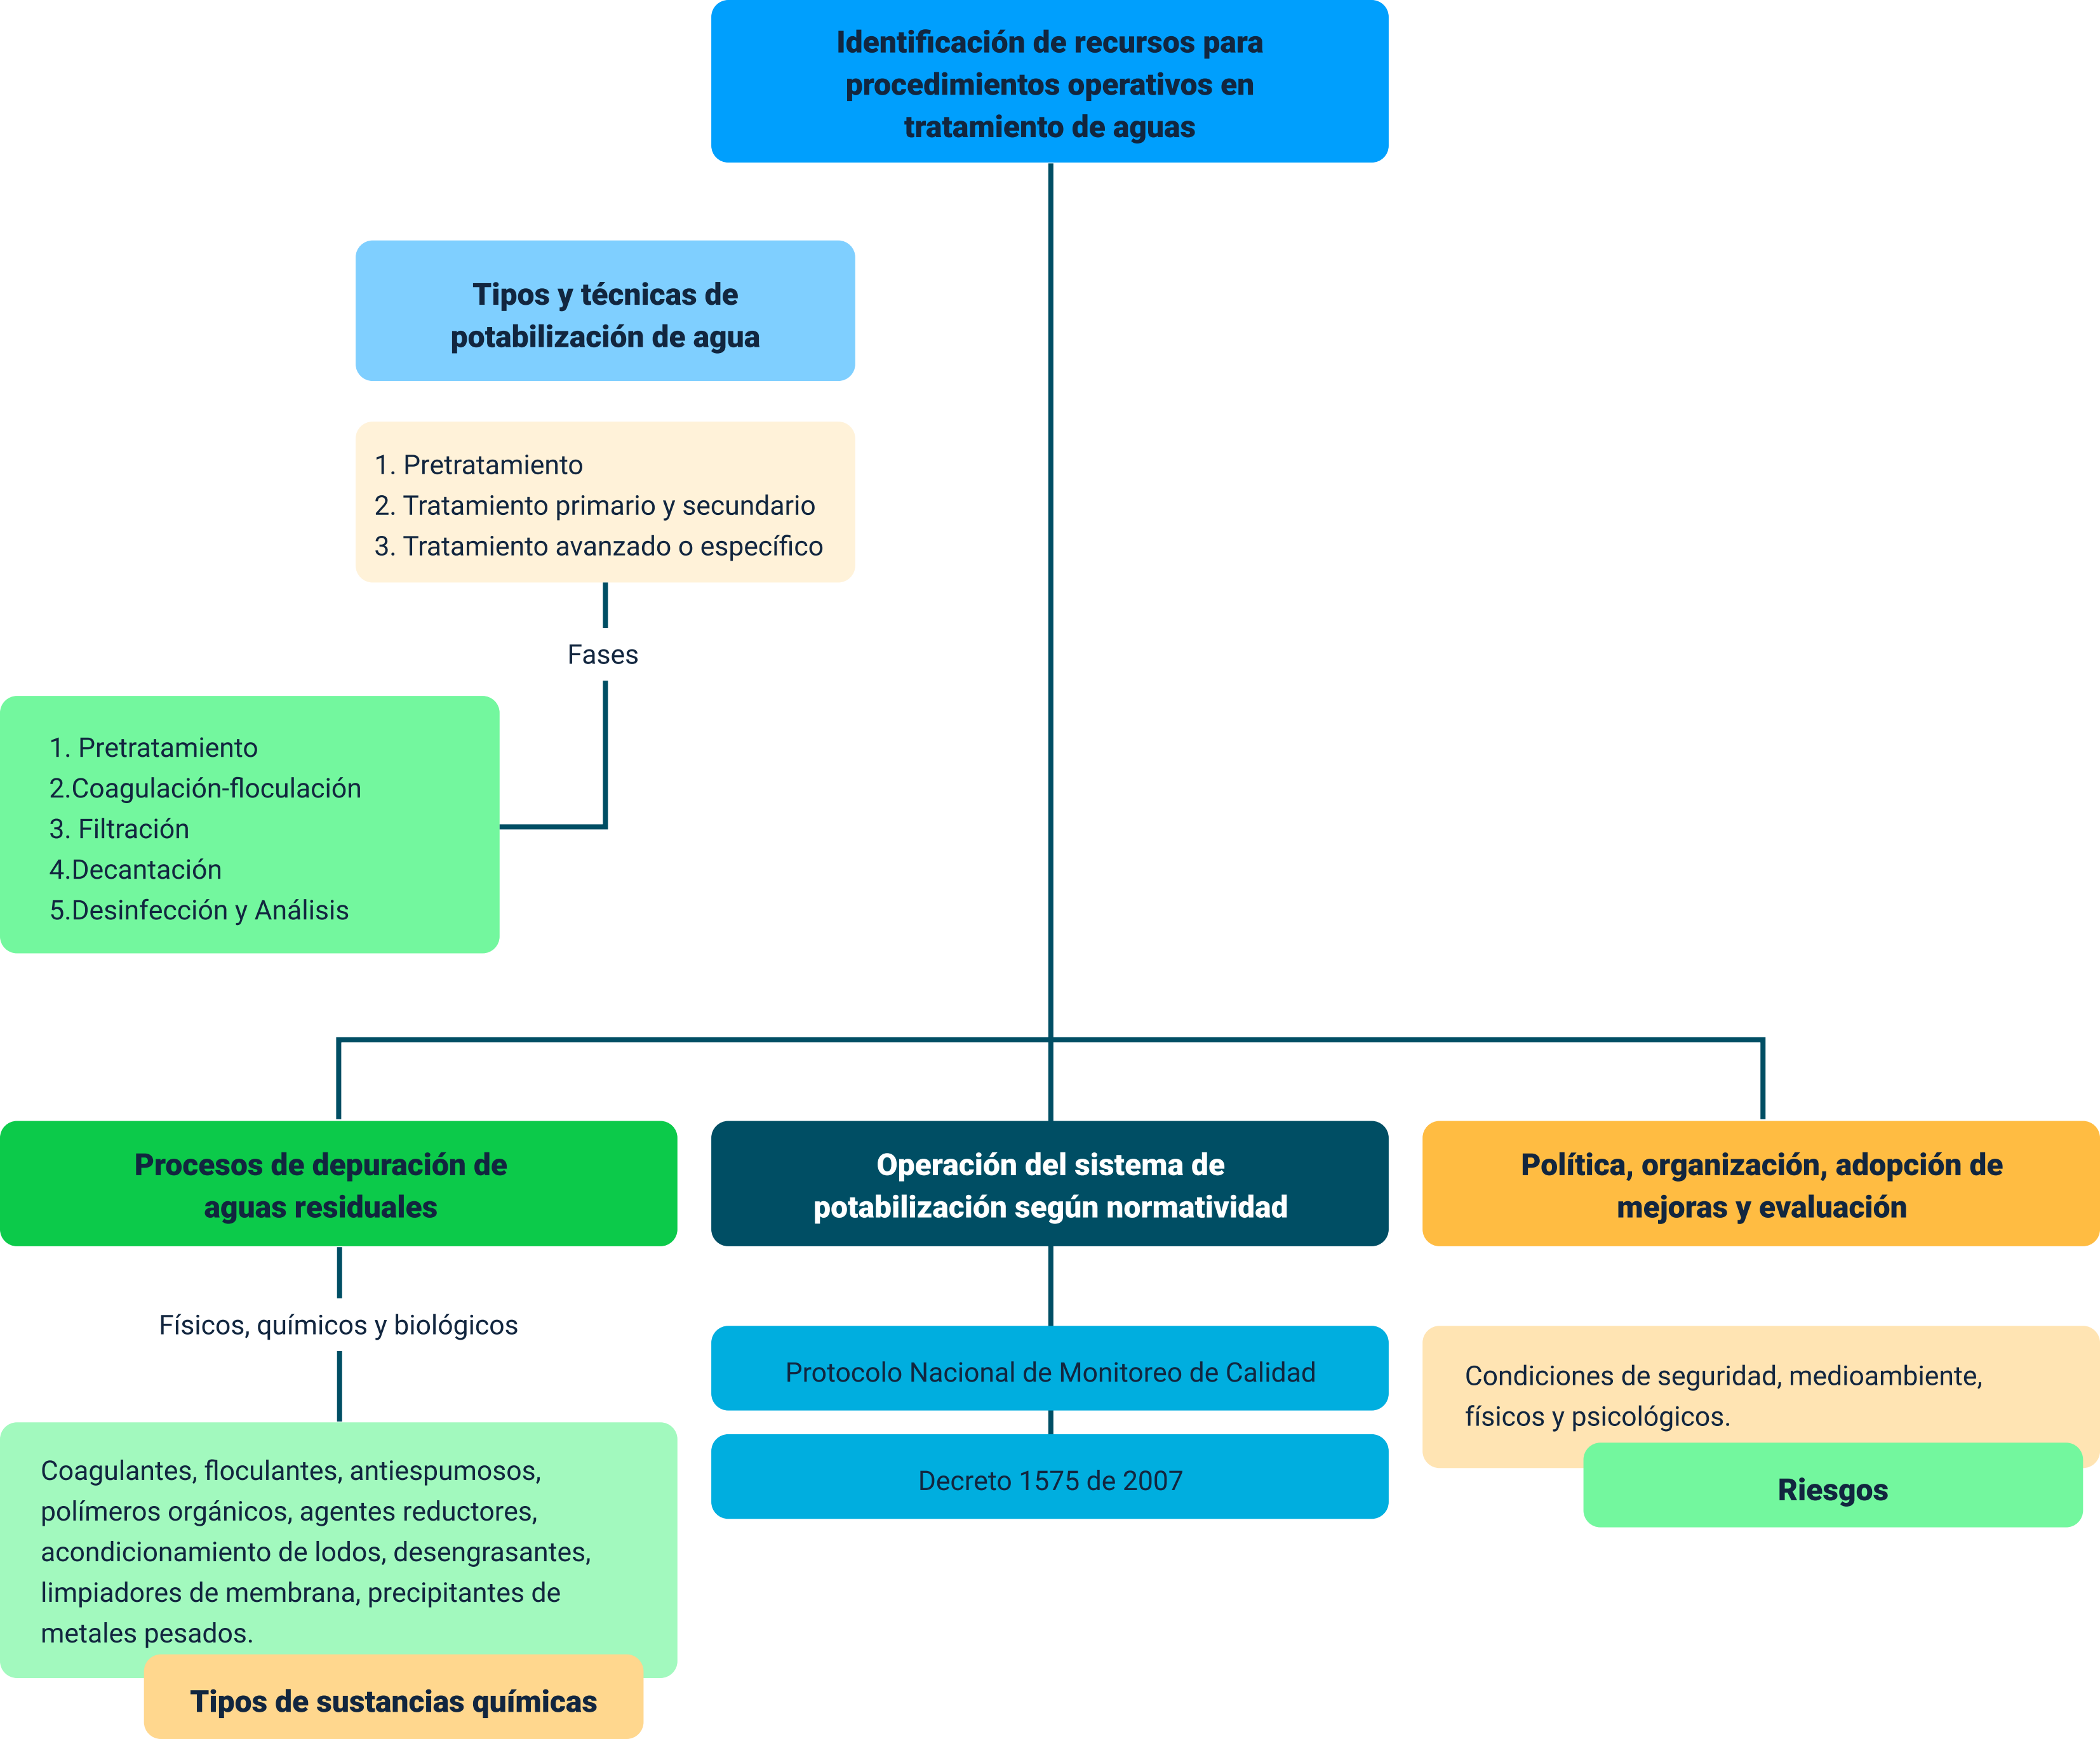 Identificación de recursos para
procedimientos operativos en
tratamiento de aguas
Tipos y técnicas de
potabilización de agua
1. Pretratamiento
2. Tratamiento primario y secundario
3. Tratamiento avanzado o específico
Fases
1. Pretratamiento
2.Coagulación-floculación
3. Filtración
4.Decantación
5.Desinfección y Análisis
Procesos de depuración de
aguas residuales
Físicos, químicos y biológicos
Coagulantes, floculantes, antiespumosos,
polímeros orgánicos, agentes reductores,
acondicionamiento de lodos, desengrasantes,
limpiadores de membrana, precipitantes de
metales pesados.
Tipos de sustancias químicas
Operación del sistema de
potabilización según normatividad
Protocolo Nacional de Monitoreo de Calidad
Decreto 1575 de 2007
Política, organización, adopción de
mejoras y evaluación
Condiciones de seguridad, medioambiente,
físicos y psicológicos.
Riesgos